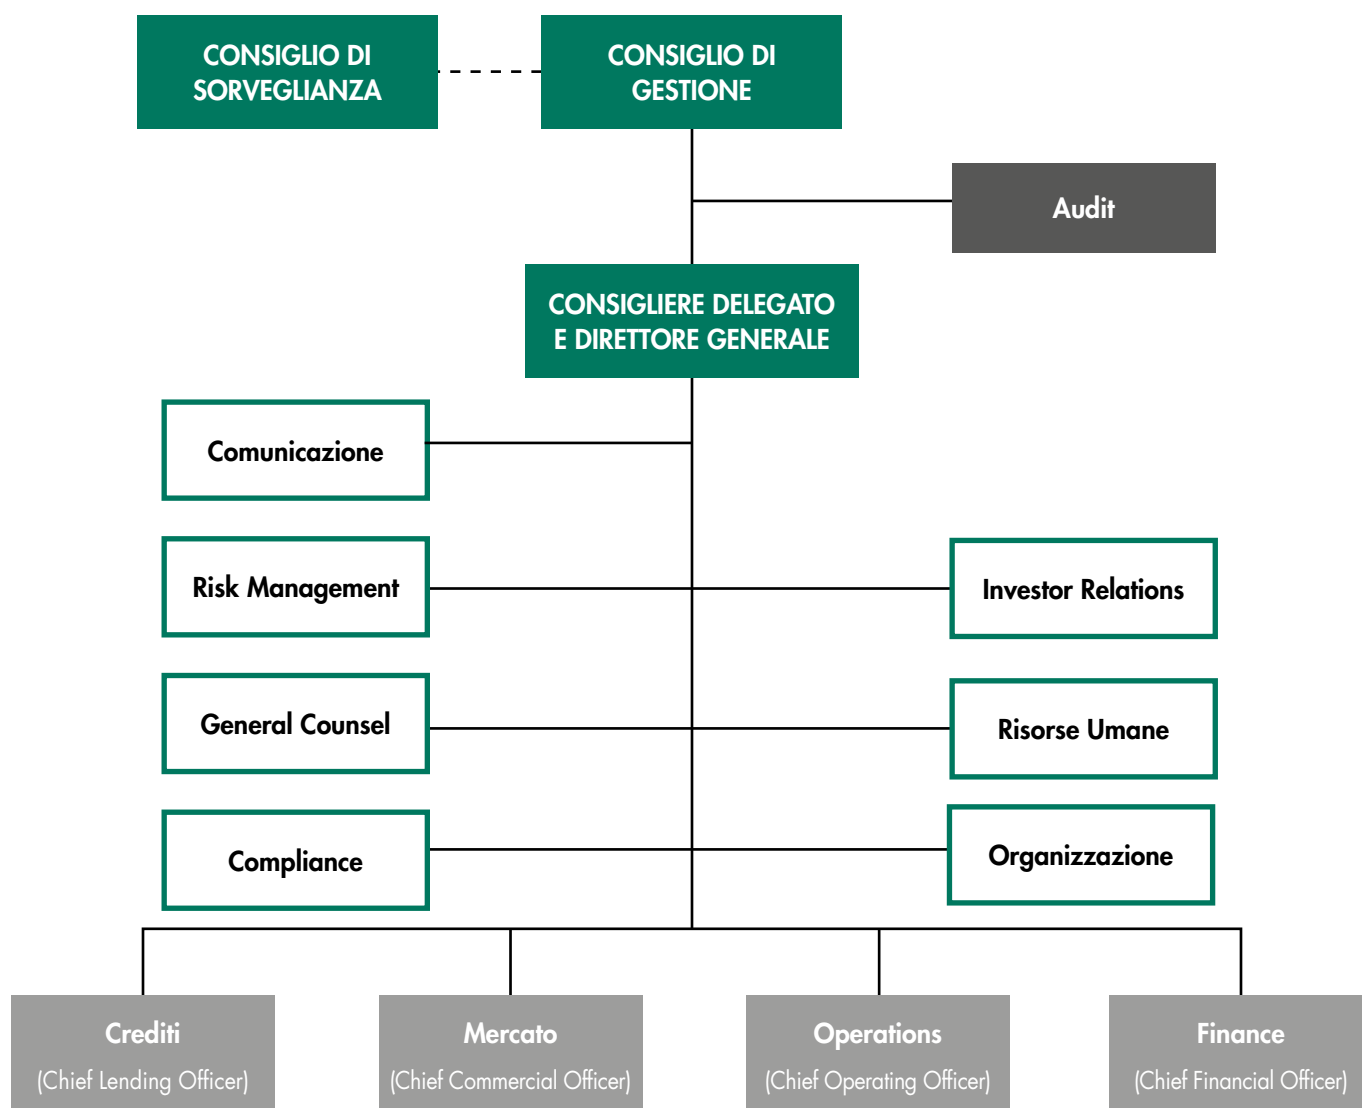 CONSIGLIO DI
SORVEGLIANZA
CONSIGLIO DI
GESTIONE
Audit
CONSIGLIERE DELEGATO
E DIRETTORE GENERALE
Comunicazione
Risk Management
Investor Relations
General Counsel
Risorse Umane
Compliance
Organizzazione
Crediti
(Chief Lending Officer)
Mercato
(Chief Commercial Officer)
Operations
(Chief Operating Officer)
Finance
(Chief Financial Officer)